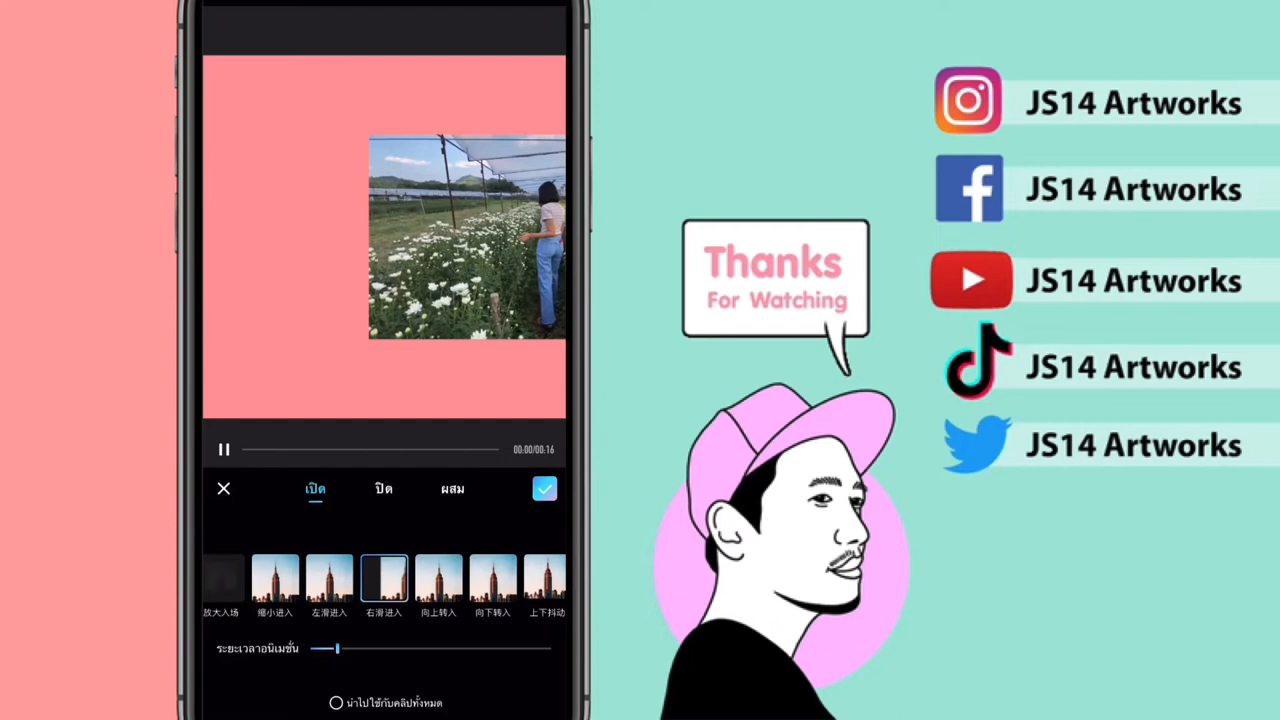 00:00/00:16
เปิด
ปิด
ผสม
放大入场
缩小进入
左滑进入
右滑进入
向上转入
向下转入
上下抖动
ระยะเวลาอนิเมชั่น
นำไปใช้กับคลิปทั้งหมด
Thanks
For Watching
JS14 Artworks
JS14 Artworks
JS14 Artworks
JS14 Artworks
JS14 Artworks